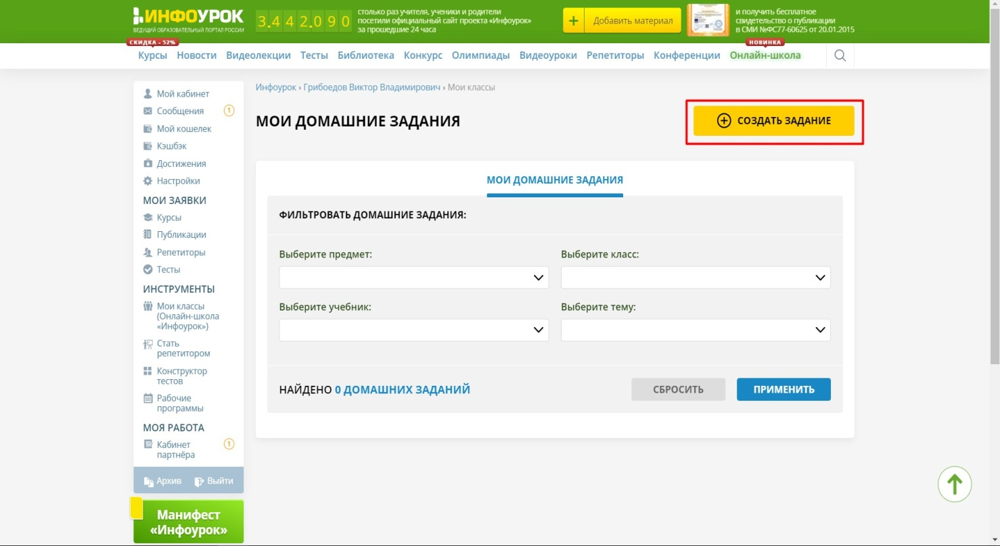 ИНФОУРОК
ВЕДУЩИЙ ОБРАЗОВАТЕЛЬНЫЙ ПОРТАЛ РОССИИ
3.442.090
столько раз учителя, ученики и родители
посетили официальный сайт проекта «Инфоурок»
за прошедшие 24 часа
+ Добавить материал
и получить бесплатное
свидетельство о публикации
в СМИ №ФС77-60625 от 20.01.2015
СКИДКА - 52%
НОВИНКА
Курсы Новости Видеолекции Тесты Библиотека Конкурс Олимпиады Видеоуроки Репетиторы Конференции Онлайн-школа
Мой кабинет
Сообщения 1
Мой кошелек
Кэшбэк
Достижения
Настройки
МОИ ЗАЯВКИ
Курсы
Публикации
Репетиторы
Тесты
ИНСТРУМЕНТЫ
Мои классы
(Онлайн-школа
«Инфоурок»)
Стать
репетитором
Конструктор
тестов
Рабочие
программы
МОЯ РАБОТА
Кабинет 1
партнёра
Архив Выйти
Манифест
«Инфоурок»
Инфоурок › Грибоедов Виктор Владимирович › Мои классы
МОИ ДОМАШНИЕ ЗАДАНИЯ
СОЗДАТЬ ЗАДАНИЕ
МОИ ДОМАШНИЕ ЗАДАНИЯ
ФИЛЬТРОВАТЬ ДОМАШНИЕ ЗАДАНИЯ:
Выберите предмет: Выберите класс:
Выберите учебник: Выберите тему:
НАЙДЕНО 0 ДОМАШНИХ ЗАДАНИЙ
СБРОСИТЬ ПРИМЕНИТЬ